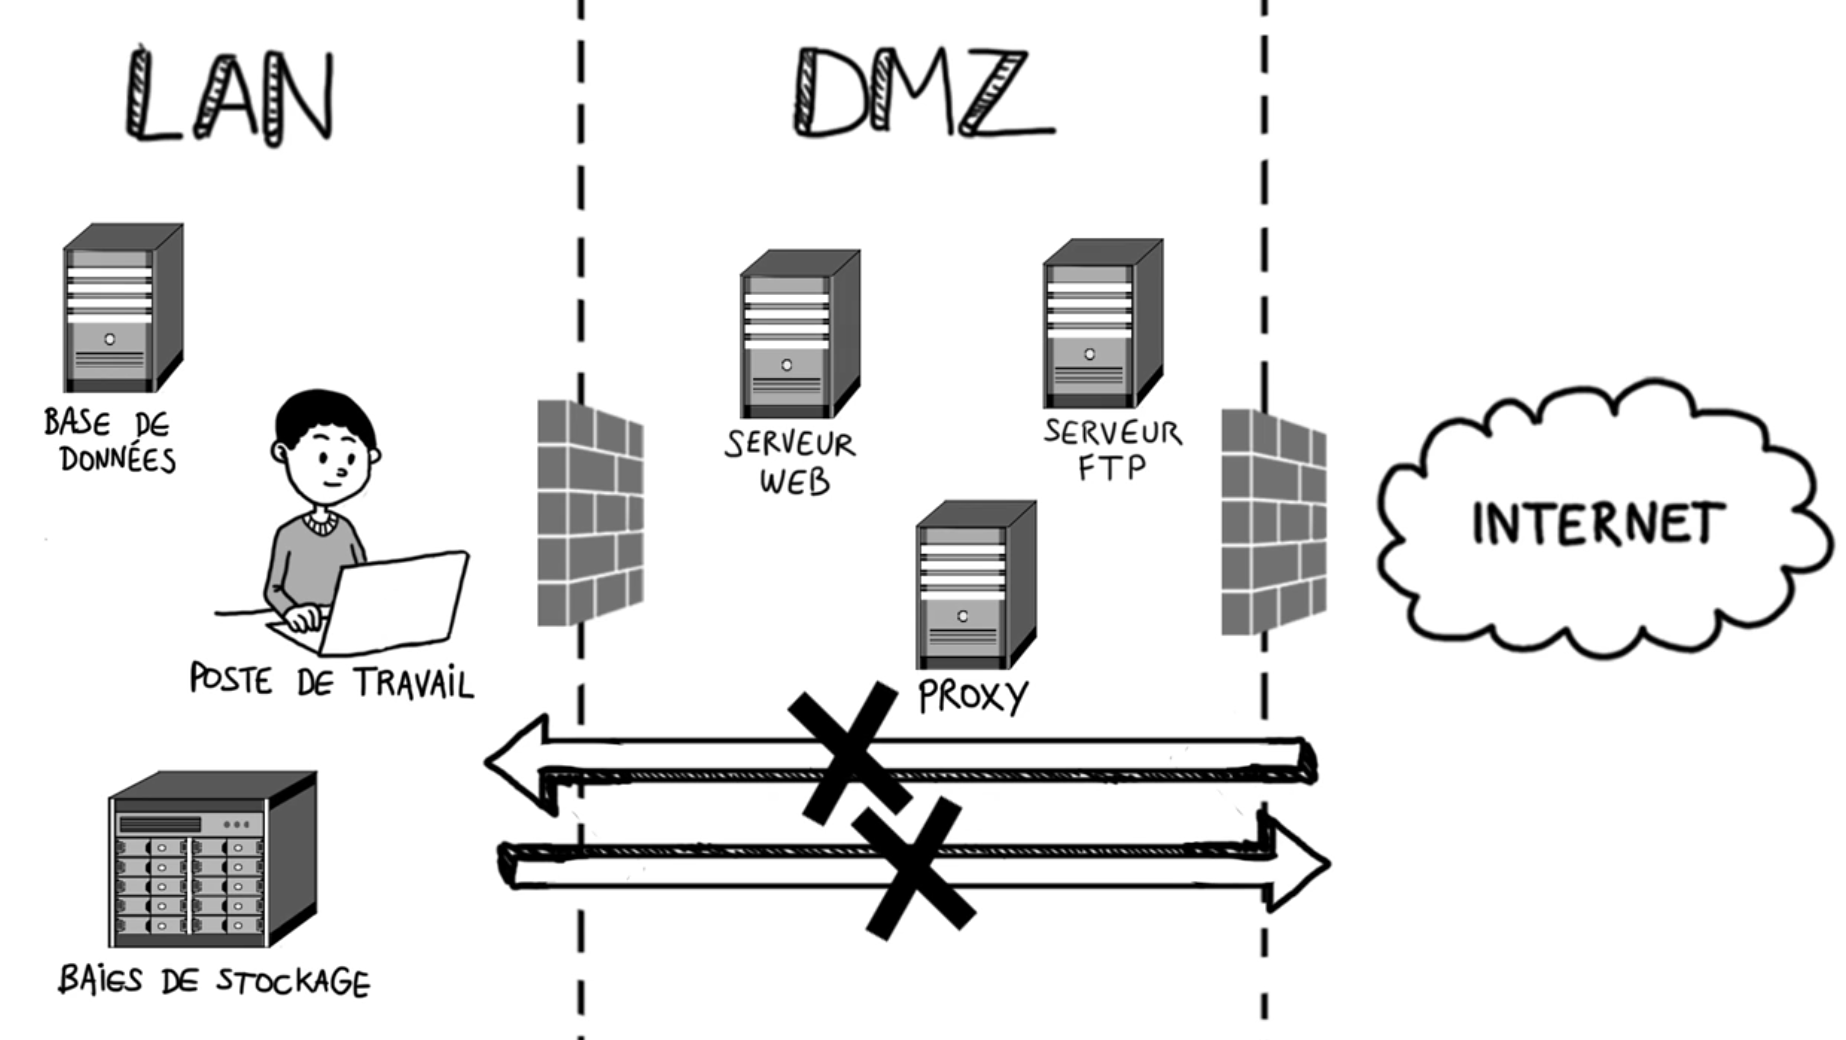 LAN
DMZ
BASE DE
DONNÉES
SERVEUR
WEB
SERVEUR
FTP
INTERNET
POSTE DE TRAVAIL
PROXY
BAIES DE STOCKAGE